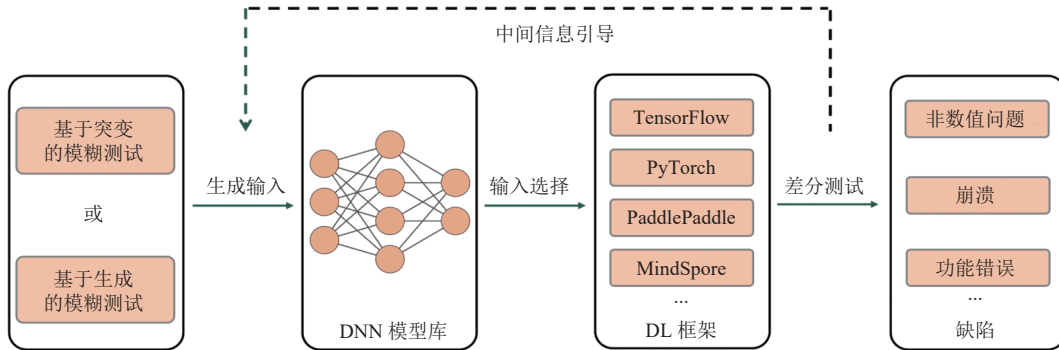 中间信息引导
基于突变
的模糊测试
或
基于生成
的模糊测试
生成输入
DNN 模型库
输入选择
TensorFlow
PyTorch
PaddlePaddle
MindSpore
...
DL 框架
差分测试
非数值问题
崩溃
功能错误
...
缺陷